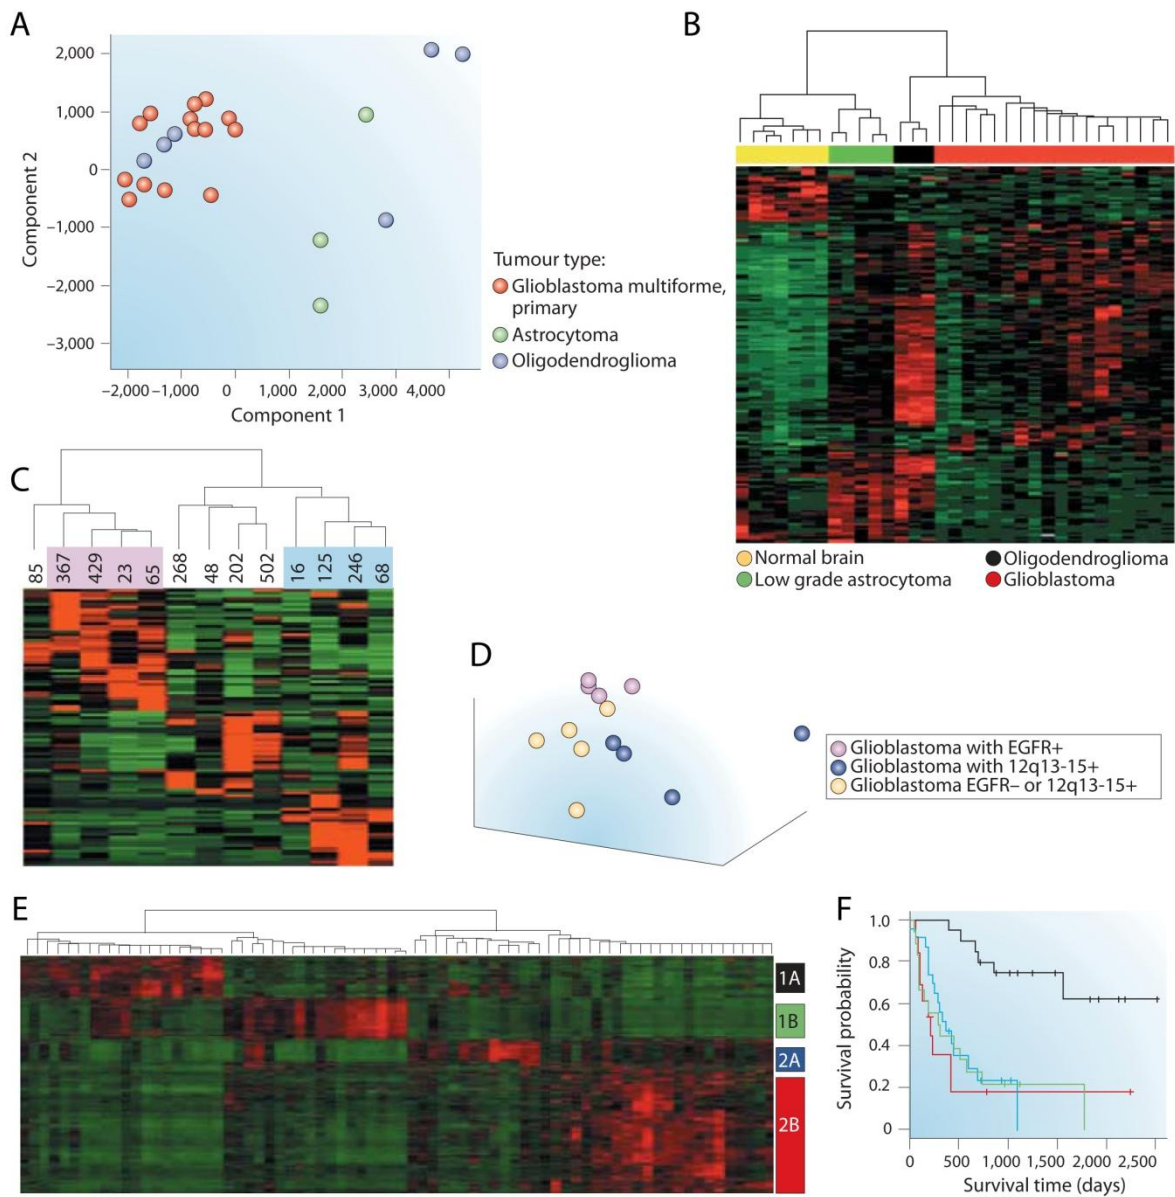 A
2,000
1,000
0
–1,000
–2,000
–3,000
Component 2
–2,000 –1,000 0 1,000 2,000 3,000 4,000
Component 1
Tumour type:
Glioblastoma multiforme,
primary
Astrocytoma
Oligodendroglioma
B
Normal brain
Low grade astrocytoma
Oligodendroglioma
Glioblastoma
C
85 367 429 23 65 268 48 202 502 16 125 246 68
D
Glioblastoma with EGFR+
Glioblastoma with 12q13-15+
Glioblastoma EGFR– or 12q13-15+
E
1A
1B
2A
2B
F
1.0
0.8
0.6
0.4
0.2
0
Survival probability
0 500 1,000 1,500 2,000 2,500
Survival time (days)